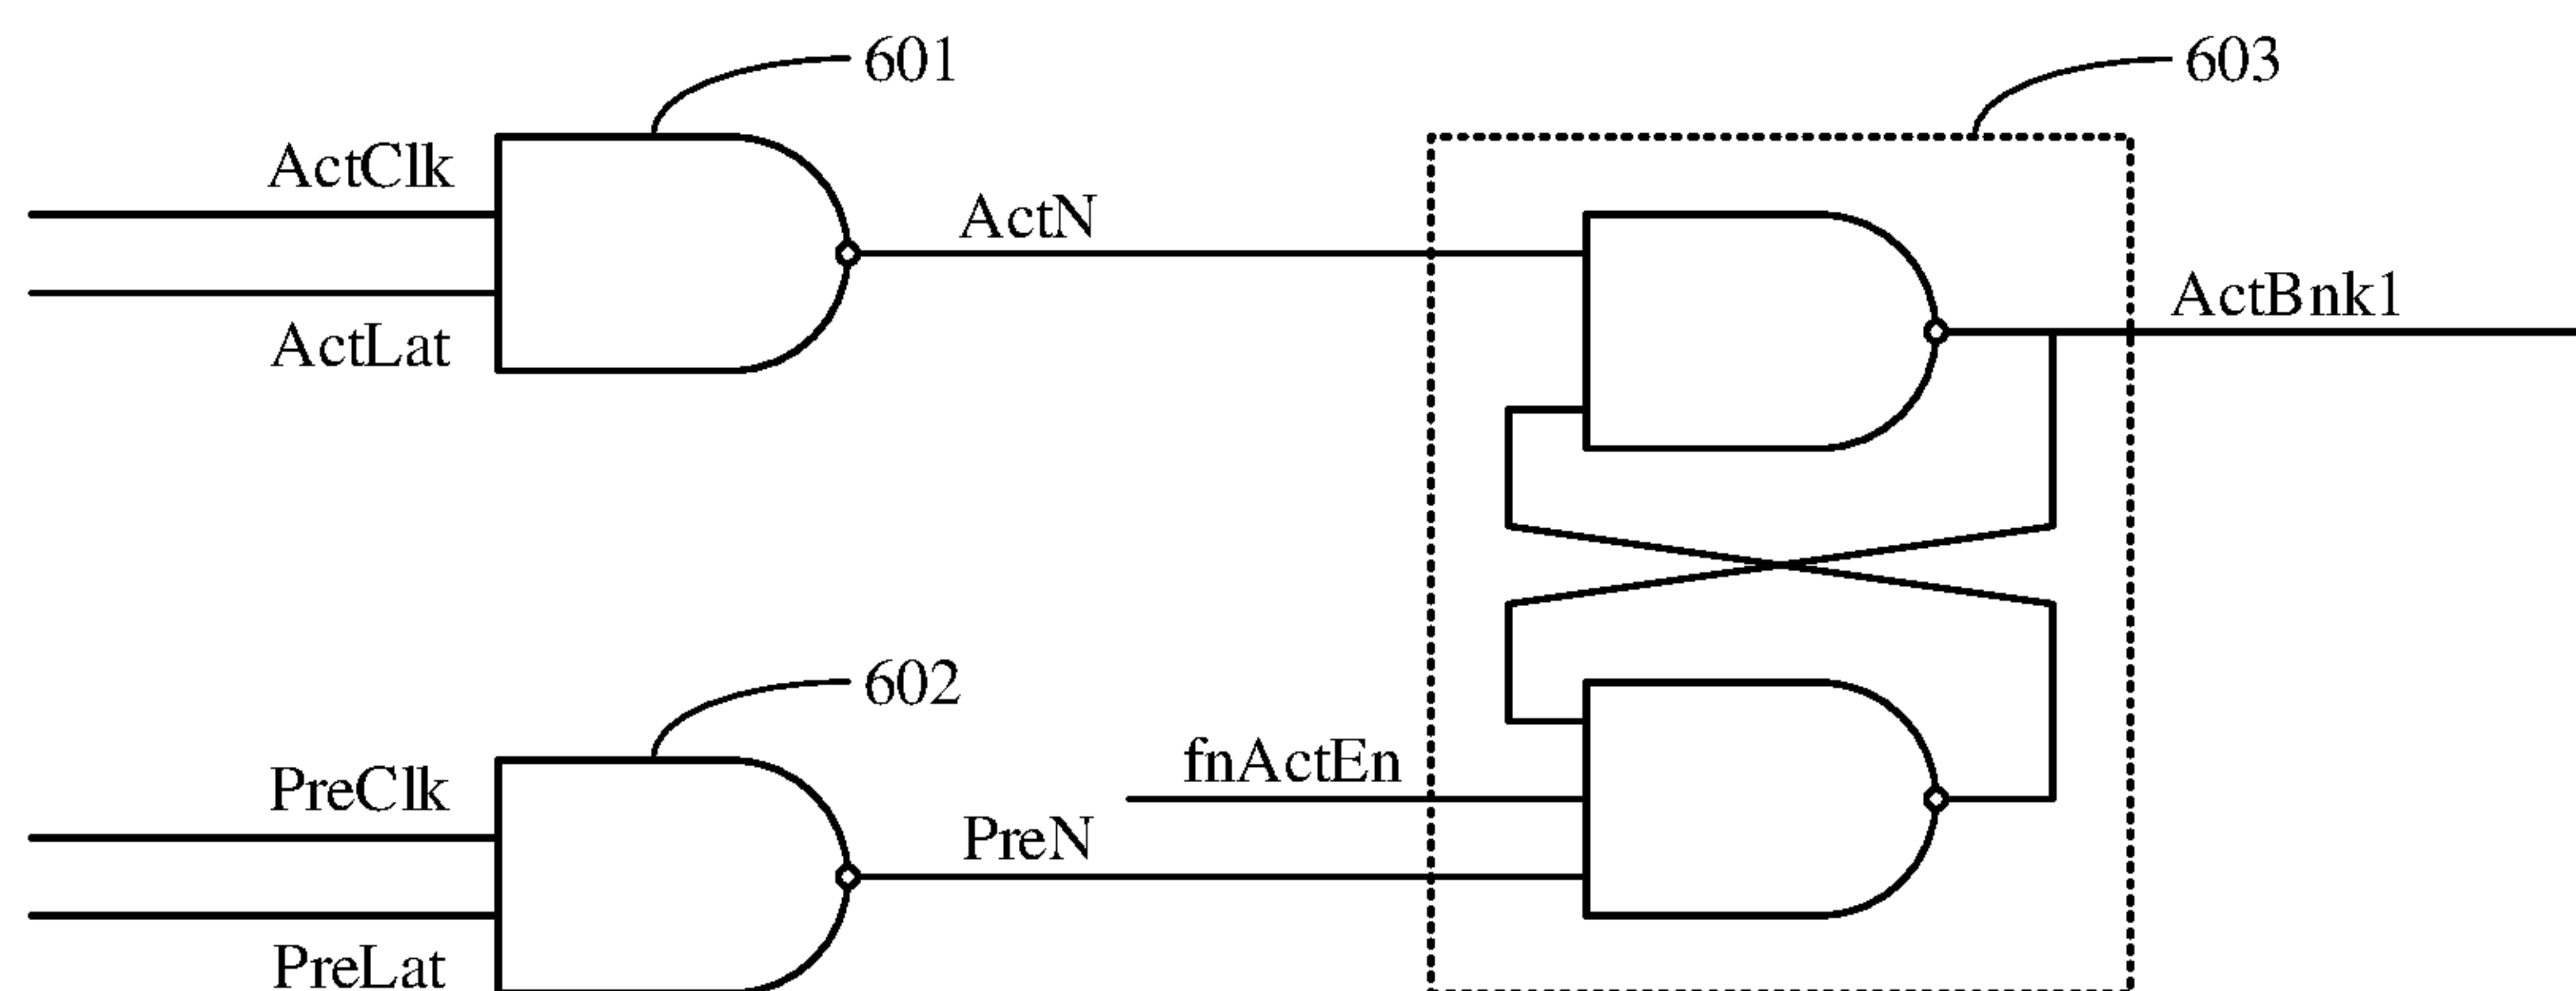 601
603
ActClk
ActN
ActBnk1
ActLat
602
fnActEn
PreClk
PreN
PreLat